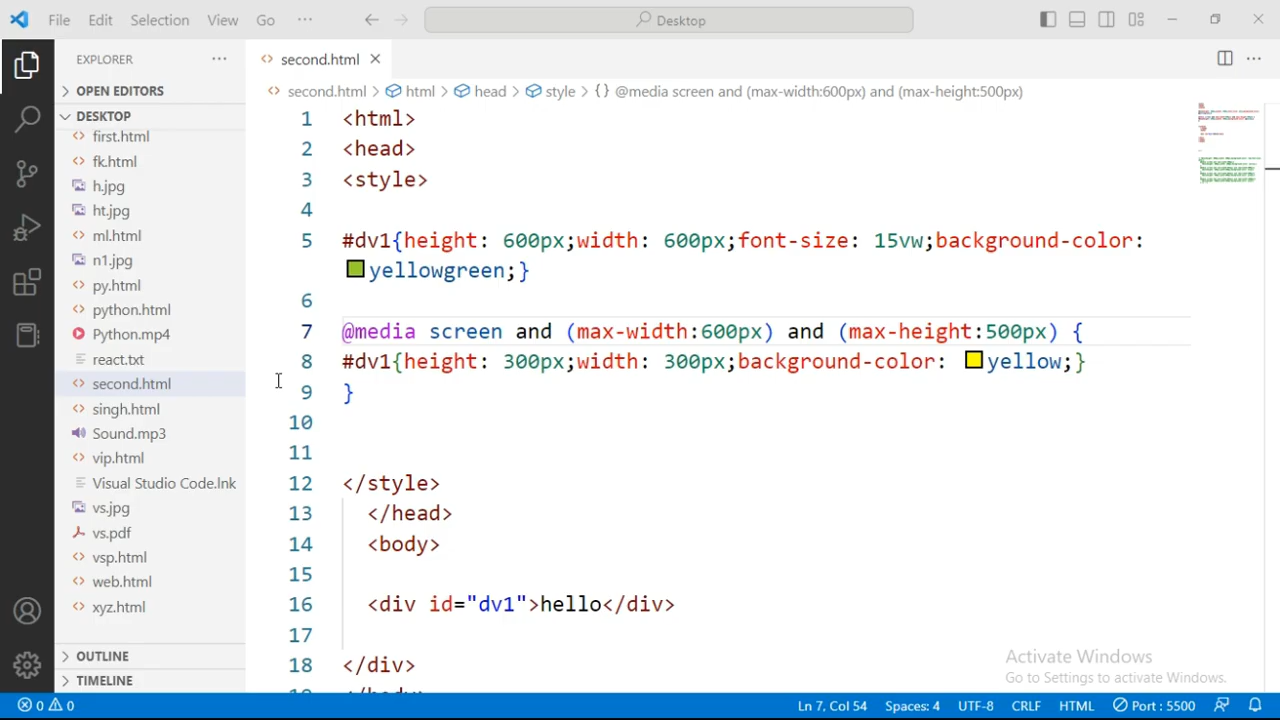 File Edit Selection View Go ··· Desktop
EXPLORER ···
OPEN EDITORS
DESKTOP
first.html
fk.html
h.jpg
ht.jpg
ml.html
n1.jpg
py.html
python.html
Python.mp4
react.txt
second.html
singh.html
Sound.mp3
vip.html
Visual Studio Code.lnk
vs.jpg
vs.pdf
vsp.html
web.html
xyz.html
OUTLINE
TIMELINE
second.html
second.html > html > head > style > {} @media screen and (max-width:600px) and (max-height:500px)
1 <html>
2 <head>
3 <style>
4
5 #dv1{height: 600px;width: 600px;font-size: 15vw;background-color:
yellowgreen;}
6
7 @media screen and (max-width:600px) and (max-height:500px) {
8 #dv1{height: 300px;width: 300px;background-color: yellow;}
9 }
10
11
12 </style>
13 </head>
14 <body>
15
16 <div id="dv1">hello</div>
17
18 </div>
Activate Windows
Go to Settings to activate Windows.
0 0 Ln 7, Col 54 Spaces: 4 UTF-8 CRLF HTML Port : 5500